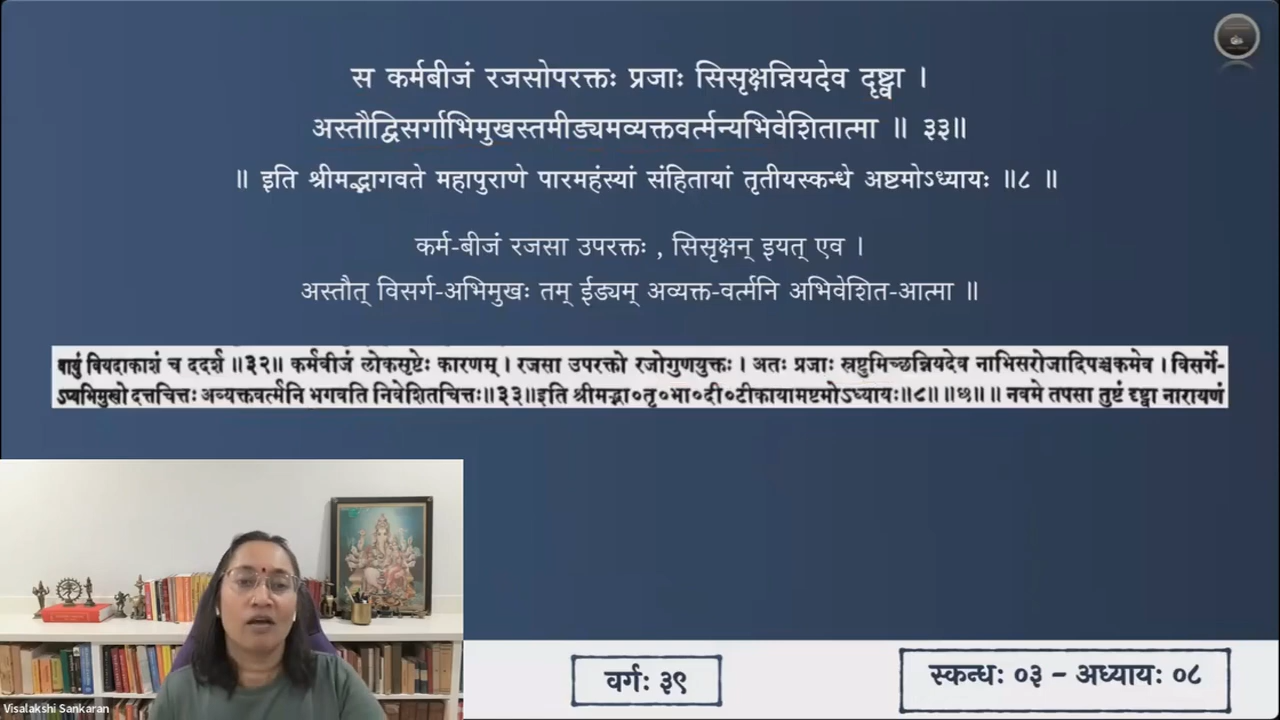 स कर्मबीजं रजसोपरक्तः प्रजाः सिसृक्षन्नियदेव दृष्ट्वा ।
अस्तौद्विसर्गाभिमुखस्तमीड्यमव्यक्तवर्त्मन्यभिवेशितात्मा ॥ ३३॥
॥ इति श्रीमद्भागवते महापुराणे पारमहंस्यां संहितायां तृतीयस्कन्धे अष्टमोऽध्यायः ॥८ ॥
कर्म-बीजं रजसा उपरक्तः , सिसृक्षन् इयत् एव ।
अस्तौत् विसर्ग-अभिमुखः तम् ईड्यम् अव्यक्त-वर्त्मनि अभिवेशित-आत्मा ॥
वायुं वियदाकाशं च ददर्श ॥३२॥ कर्मबीजं लोकसृष्टेः कारणम् । रजसा उपरक्तो रजोगुणयुक्तः । अतः प्रजाः स्रष्टुमिच्छन्नियदेव नाभिसरोजादिपञ्चकमेव । विसर्गे-
ऽप्यभिमुखो दत्तचित्तः अव्यक्तवर्त्मनि भगवति निवेशितचित्तः॥३३॥इति श्रीमद्भा०तृ०भा०दी०टीकायामष्टमोऽध्यायः॥८॥॥छ॥॥ नवमे तपसा तुष्टं दृष्ट्वा नारायणं
Visalakshi Sankaran
वर्गः ३९
स्कन्धः ०३ – अध्यायः ०८